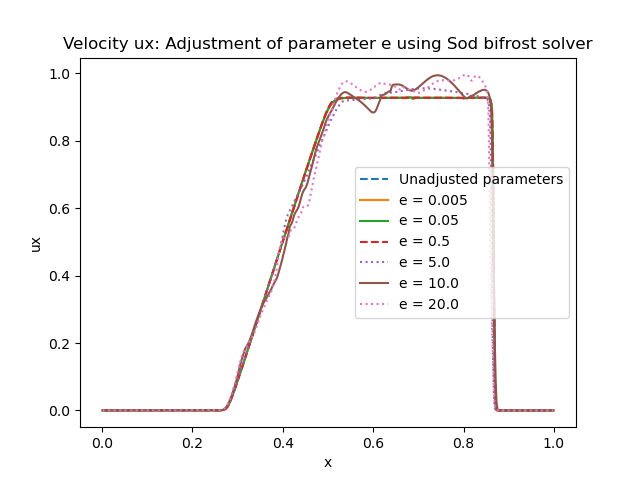 Velocity ux: Adjustment of parameter e using Sod bifrost solver
1.0
0.8
0.6
0.4
0.2
0.0
ux
Unadjusted parameters
e = 0.005
e = 0.05
e = 0.5
e = 5.0
e = 10.0
e = 20.0
0.0 0.2 0.4 0.6 0.8 1.0
x